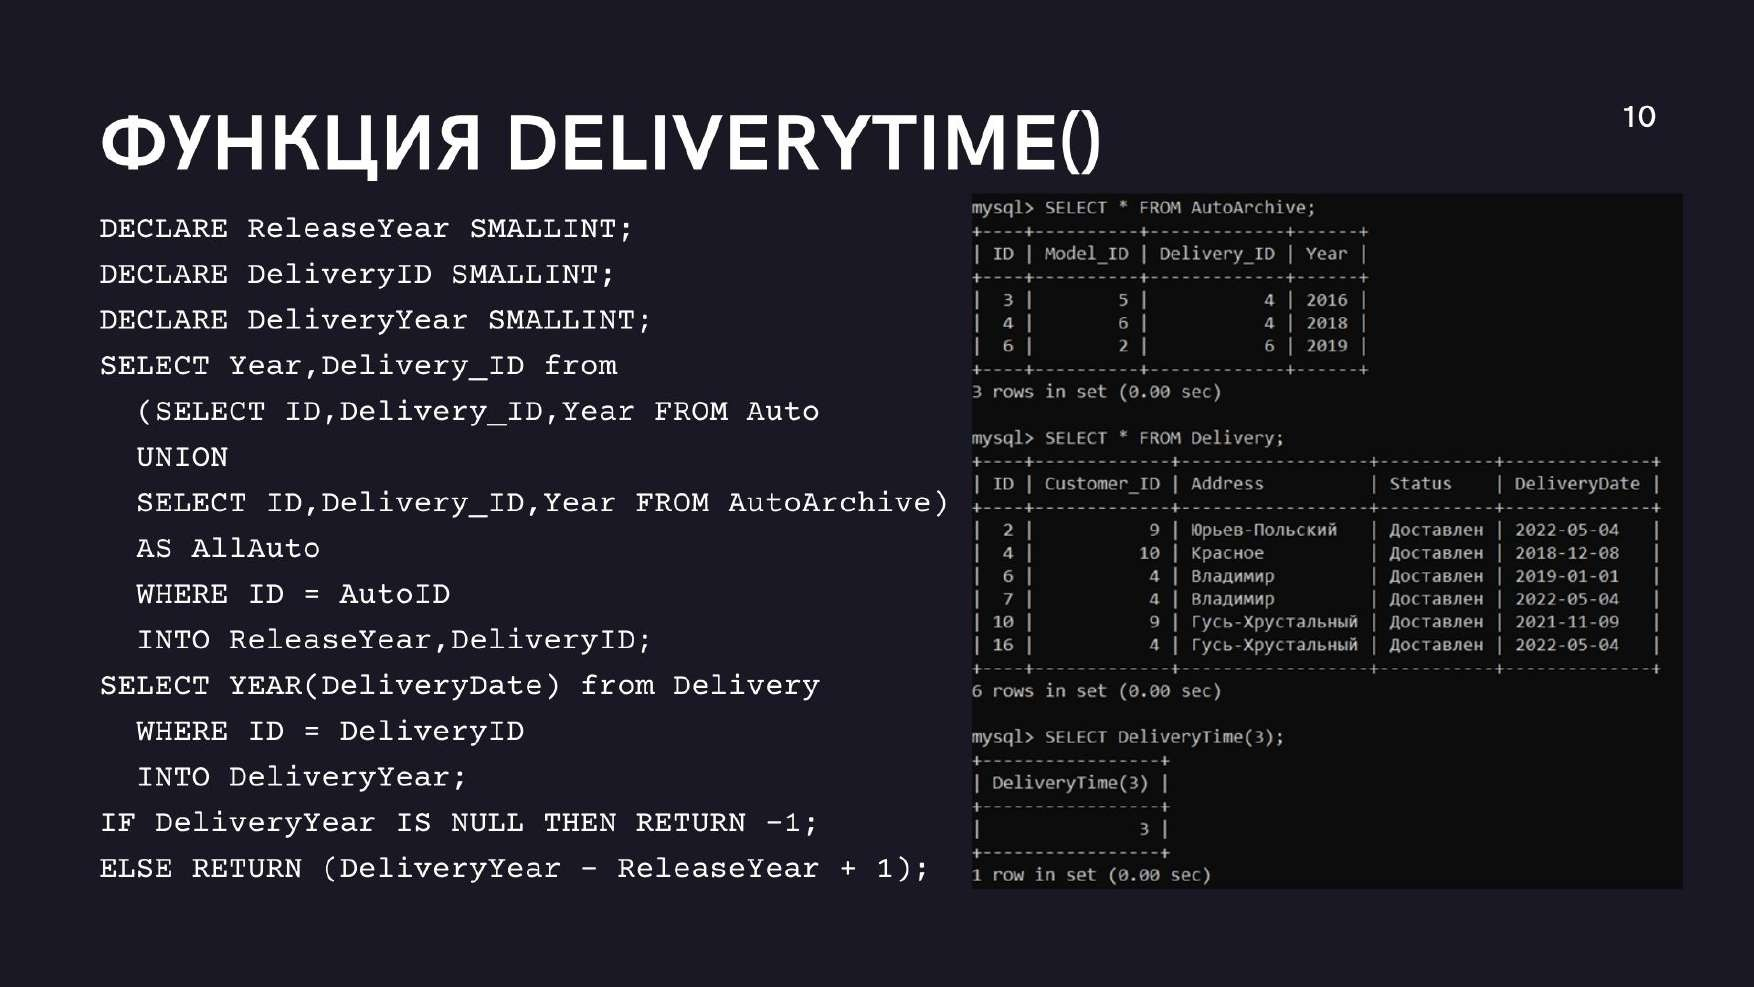 ФУНКЦИЯ DELIVERYTIME()
10
DECLARE ReleaseYear SMALLINT;
DECLARE DeliveryID SMALLINT;
DECLARE DeliveryYear SMALLINT;
SELECT Year,Delivery_ID from
(SELECT ID,Delivery_ID,Year FROM Auto
UNION
SELECT ID,Delivery_ID,Year FROM AutoArchive)
AS AllAuto
WHERE ID = AutoID
INTO ReleaseYear,DeliveryID;
SELECT YEAR(DeliveryDate) from Delivery
WHERE ID = DeliveryID
INTO DeliveryYear;
IF DeliveryYear IS NULL THEN RETURN -1;
ELSE RETURN (DeliveryYear - ReleaseYear + 1);
mysql> SELECT * FROM AutoArchive;
+----+----------+-------------+------+
| ID | Model_ID | Delivery_ID | Year |
+----+----------+-------------+------+
|  3 |        5 |           4 | 2016 |
|  4 |        6 |           4 | 2018 |
|  6 |        2 |           6 | 2019 |
+----+----------+-------------+------+
3 rows in set (0.00 sec)
mysql> SELECT * FROM Delivery;
+----+-------------+------------------+-----------+--------------+
| ID | Customer_ID | Address          | Status    | DeliveryDate |
+----+-------------+------------------+-----------+--------------+
|  2 |           9 | Юрьев-Польский   | Доставлен | 2022-05-04   |
|  4 |          10 | Красное          | Доставлен | 2018-12-08   |
|  6 |           4 | Владимир         | Доставлен | 2019-01-01   |
|  7 |           4 | Владимир         | Доставлен | 2022-05-04   |
| 10 |           9 | Гусь-Хрустальный | Доставлен | 2021-11-09   |
| 16 |           4 | Гусь-Хрустальный | Доставлен | 2022-05-04   |
+----+-------------+------------------+-----------+--------------+
6 rows in set (0.00 sec)
mysql> SELECT DeliveryTime(3);
+-----------------+
| DeliveryTime(3) |
+-----------------+
|               3 |
+-----------------+
1 row in set (0.00 sec)